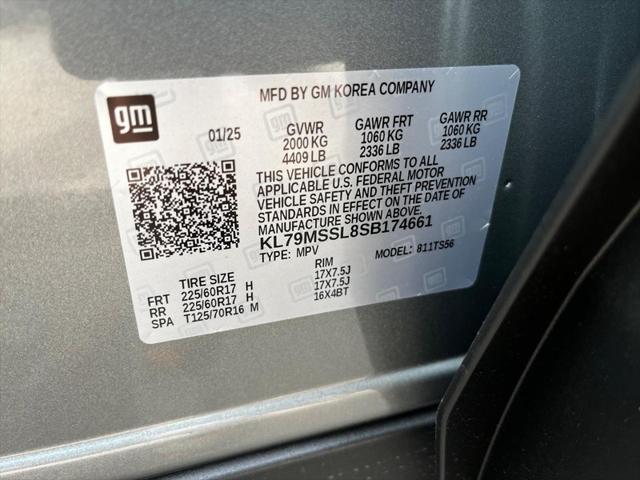 MFD BY GM KOREA COMPANY
gm
01/25
GVWR GAWR FRT GAWR RR
2000 KG 1060 KG 1060 KG
4409 LB 2336 LB 2336 LB
THIS VEHICLE CONFORMS TO ALL
APPLICABLE U.S. FEDERAL MOTOR
VEHICLE SAFETY AND THEFT PREVENTION
STANDARDS IN EFFECT ON THE DATE OF
MANUFACTURE SHOWN ABOVE.
KL79MSSL8SB174661
TYPE: MPV MODEL: 811TS56
TIRE SIZE RIM
FRT 225/60R17 H 17X7.5J
RR 225/60R17 H 17X7.5J
SPA T125/70R16 M 16X4BT